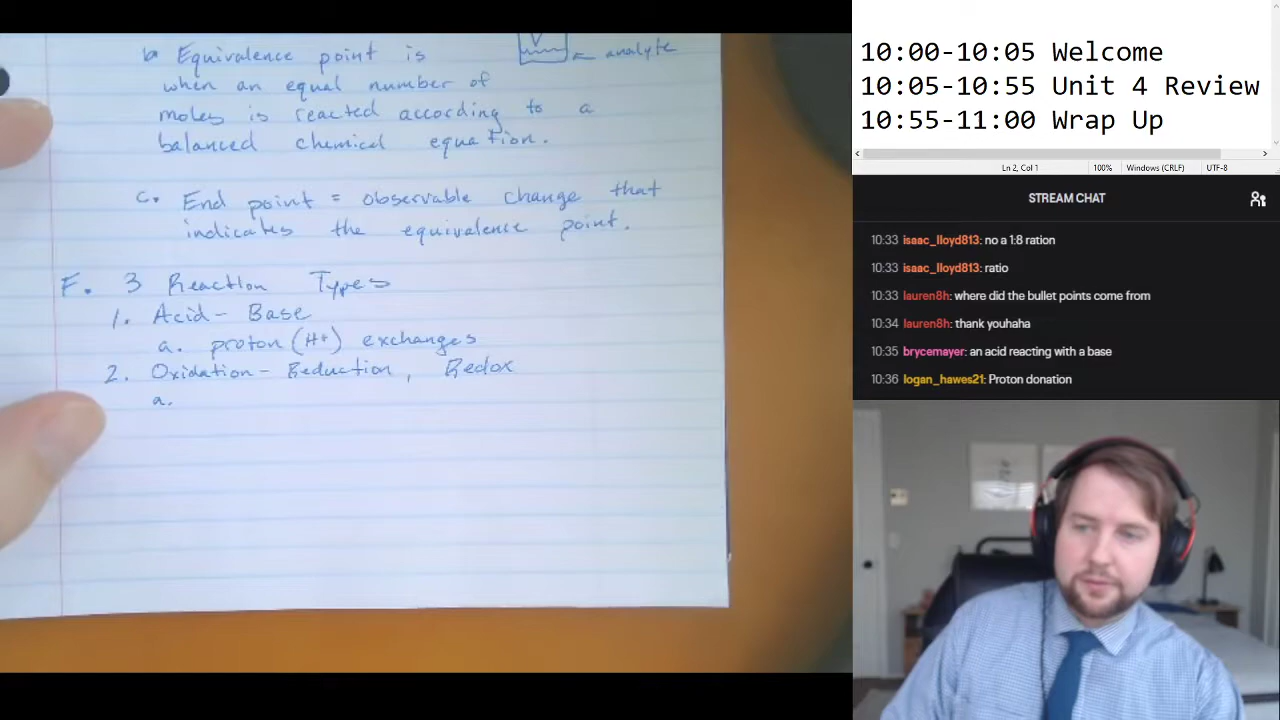 b Equivalence point is
← analyte
when an equal number of
moles is reacted according to a
balanced chemical equation.
c. End point = observable change that
indicates the equivalence point.
F. 3 Reaction Types
1. Acid-Base
a. proton (H+) exchanges
2. Oxidation-Reduction, Redox
a.
10:00-10:05 Welcome
10:05-10:55 Unit 4 Review
10:55-11:00 Wrap Up
Ln 2, Col 1 100% Windows (CRLF) UTF-8
STREAM CHAT
10:33 isaac_lloyd813: no a 1:8 ration
10:33 isaac_lloyd813: ratio
10:33 lauren8h: where did the bullet points come from
10:34 lauren8h: thank youhaha
10:35 brycemayer: an acid reacting with a base
10:36 logan_hawes21: Proton donation